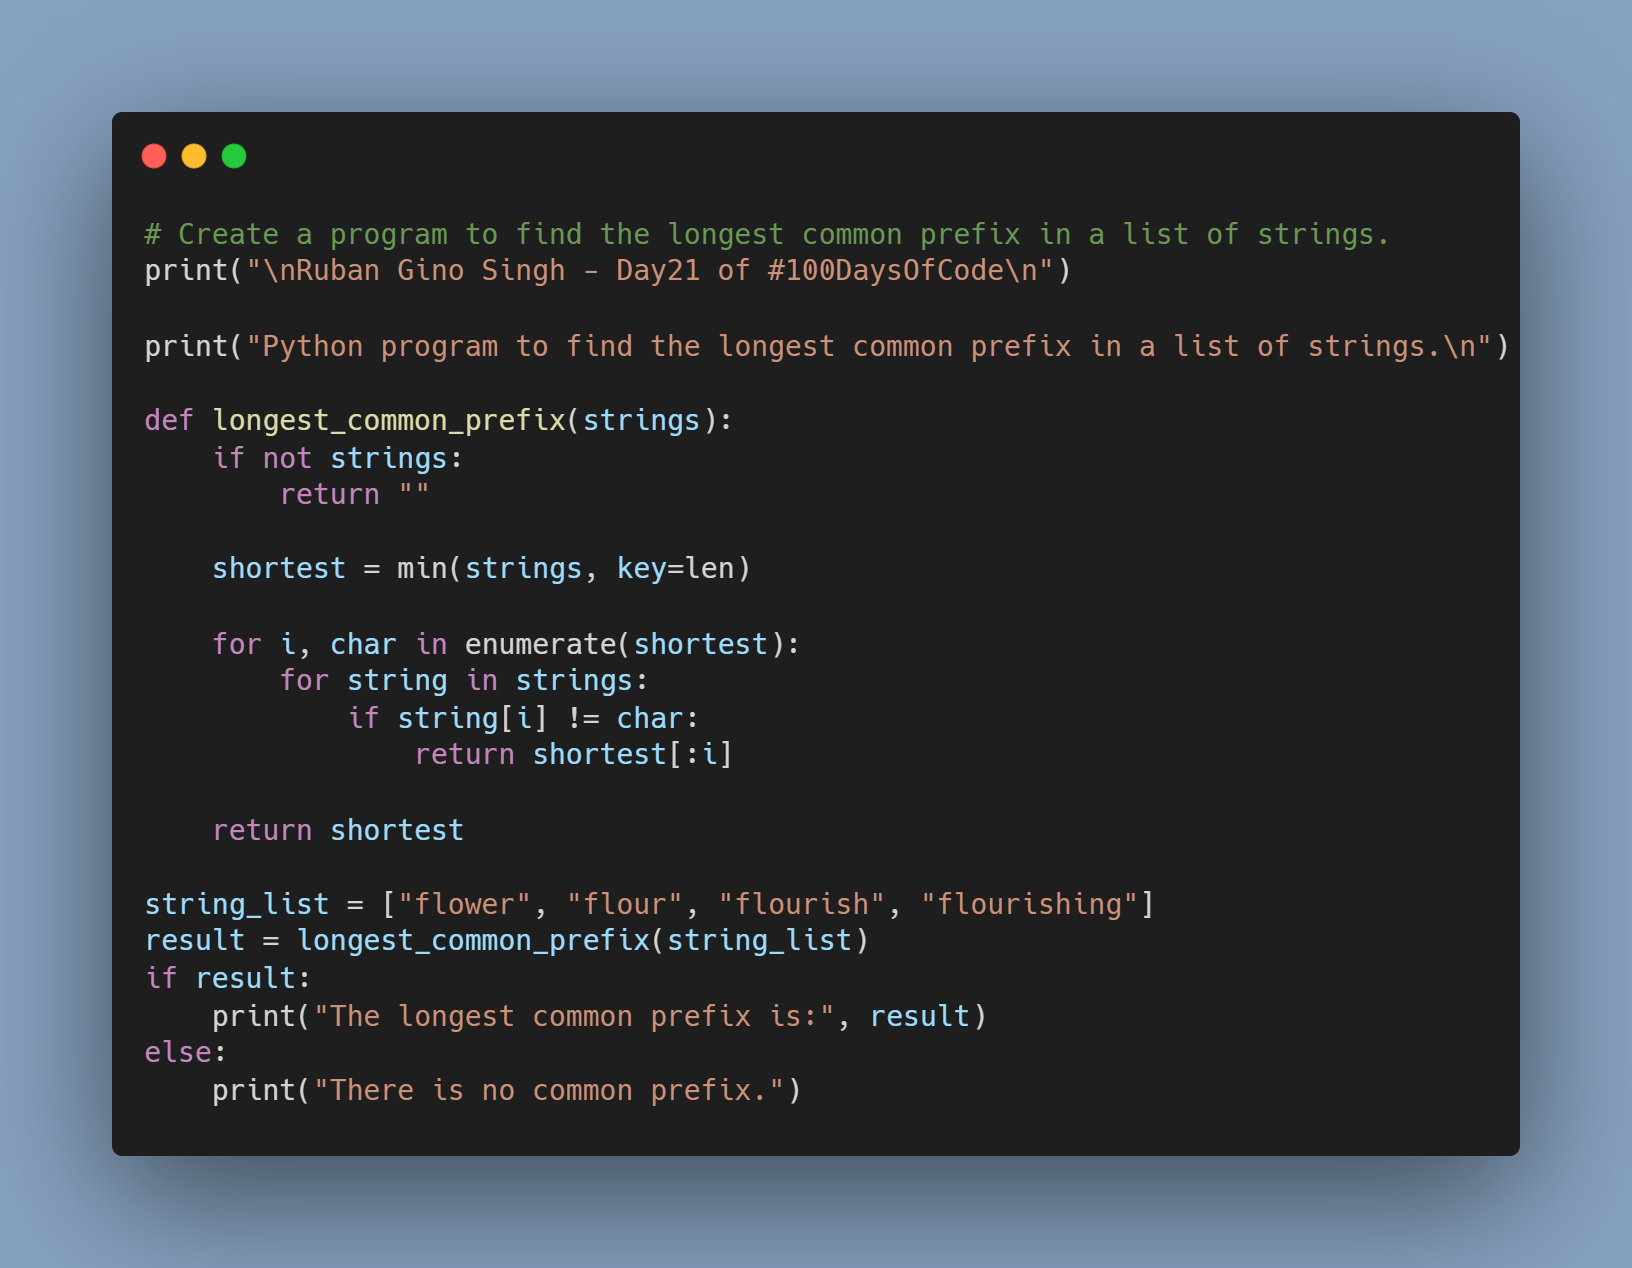 # Create a program to find the longest common prefix in a list of strings.
print("\nRuban Gino Singh - Day21 of #100DaysOfCode\n")

print("Python program to find the longest common prefix in a list of strings.\n")

def longest_common_prefix(strings):
    if not strings:
        return ""

    shortest = min(strings, key=len)

    for i, char in enumerate(shortest):
        for string in strings:
            if string[i] != char:
                return shortest[:i]

    return shortest

string_list = ["flower", "flour", "flourish", "flourishing"]
result = longest_common_prefix(string_list)
if result:
    print("The longest common prefix is:", result)
else:
    print("There is no common prefix.")